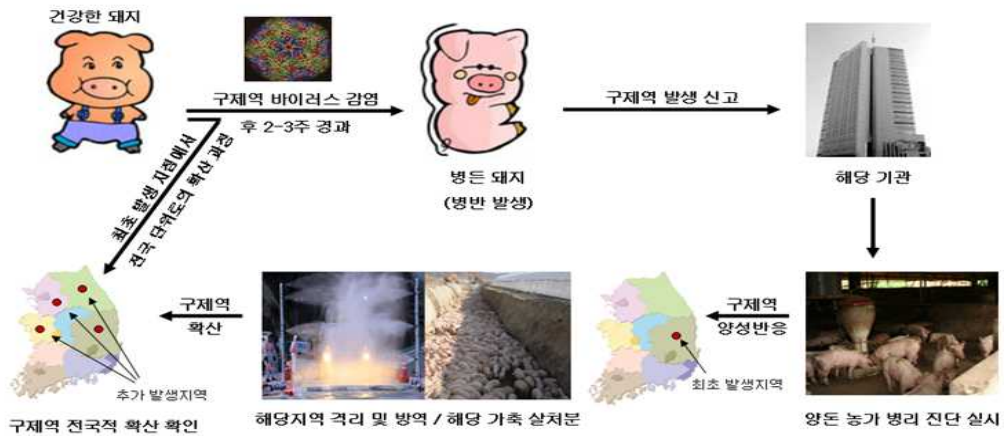 건강한 돼지
구제역 바이러스 감염
후 2-3주 경과
구제역 발생 신고
병든 돼지
(병반 발생)
해당 기관
최초 발생 지점에서
전국 단위로의 확산 과정
구제역
확산
구제역
양성반응
추가 발생지역
최초 발생지역
구제역 전국적 확산 확인
해당지역 격리 및 방역 / 해당 가축 살처분
양돈 농가 병리 진단 실시